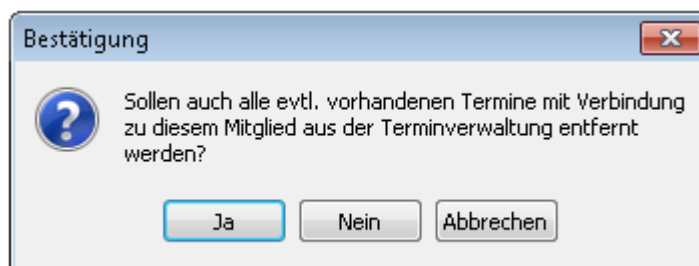 Bestätigung
Sollen auch alle evtl. vorhandenen Termine mit Verbindung
zu diesem Mitglied aus der Terminverwaltung entfernt
werden?
Ja Nein Abbrechen